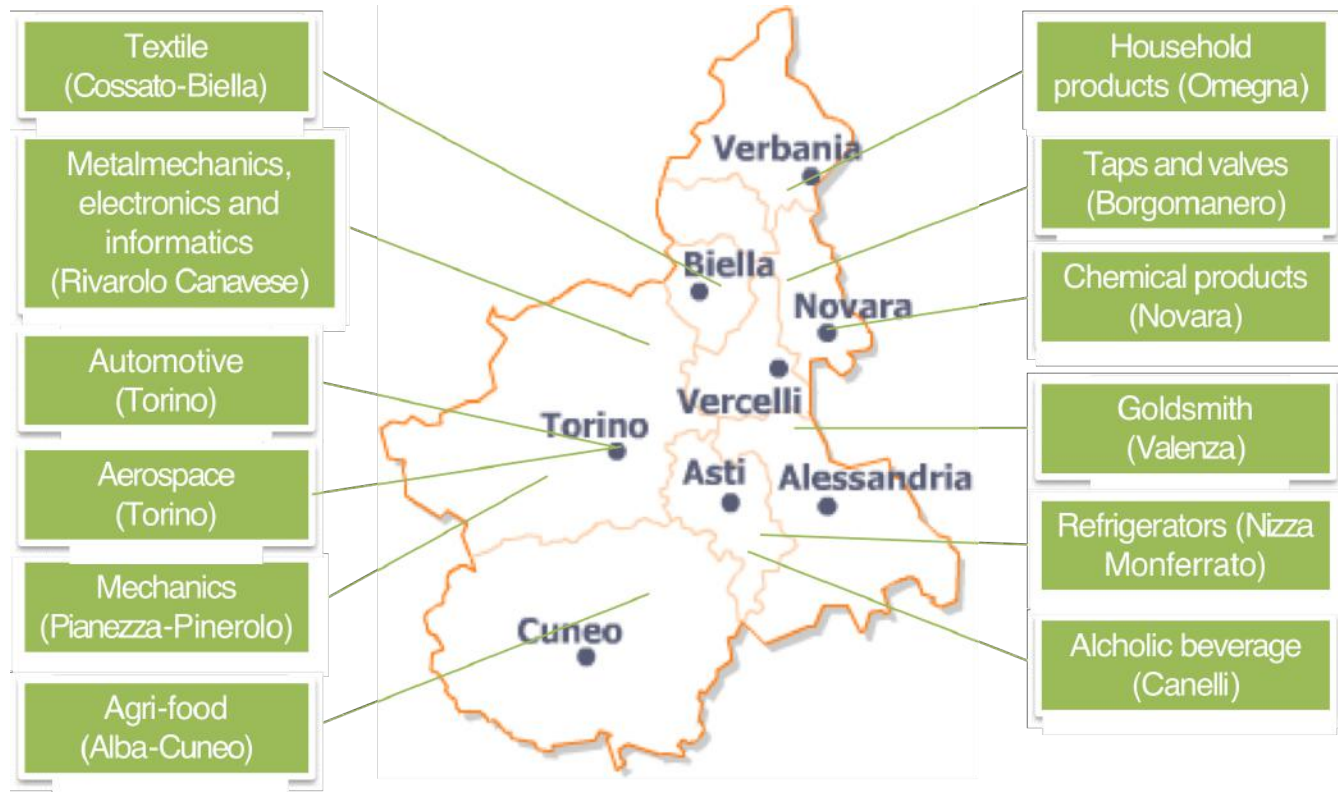 Textile
(Cossato-Biella)
Metalmechanics,
electronics and
informatics
(Rivarolo Canavese)
Automotive
(Torino)
Aerospace
(Torino)
Mechanics
(Pianezza-Pinerolo)
Agri-food
(Alba-Cuneo)
Verbania
Biella
Novara
Vercelli
Torino
Asti
Alessandria
Cuneo
Household
products (Omegna)
Taps and valves
(Borgomanero)
Chemical products
(Novara)
Goldsmith
(Valenza)
Refrigerators (Nizza
Monferrato)
Alcholic beverage
(Canelli)